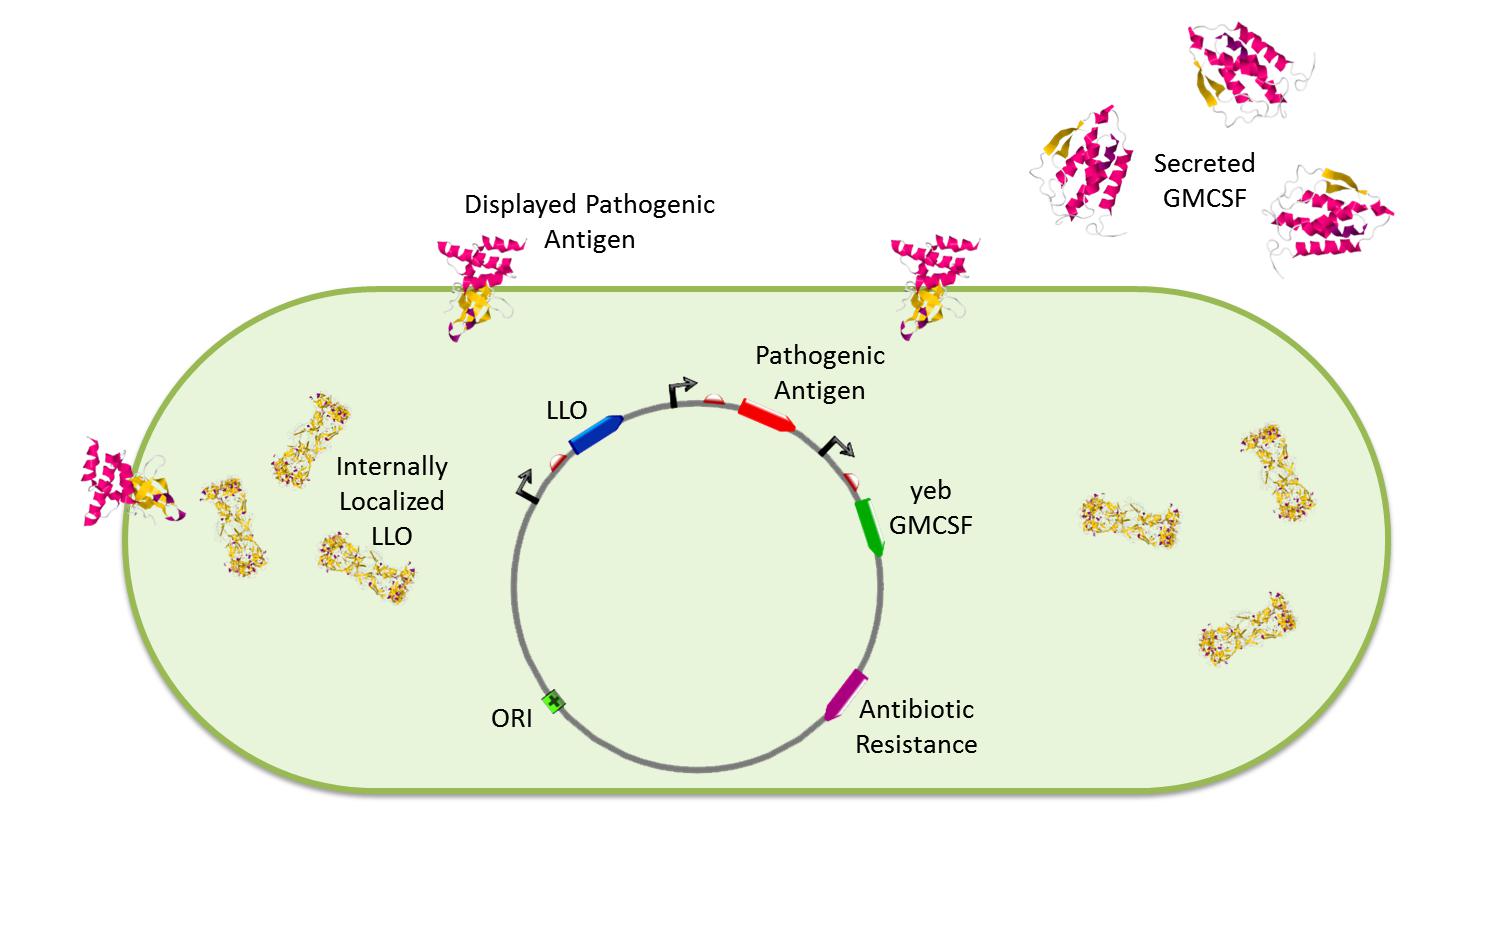 Secreted
GMCSF
Displayed Pathogenic
Antigen
Pathogenic
Antigen
LLO
Internally
Localized
LLO
yeb
GMCSF
ORI
Antibiotic
Resistance